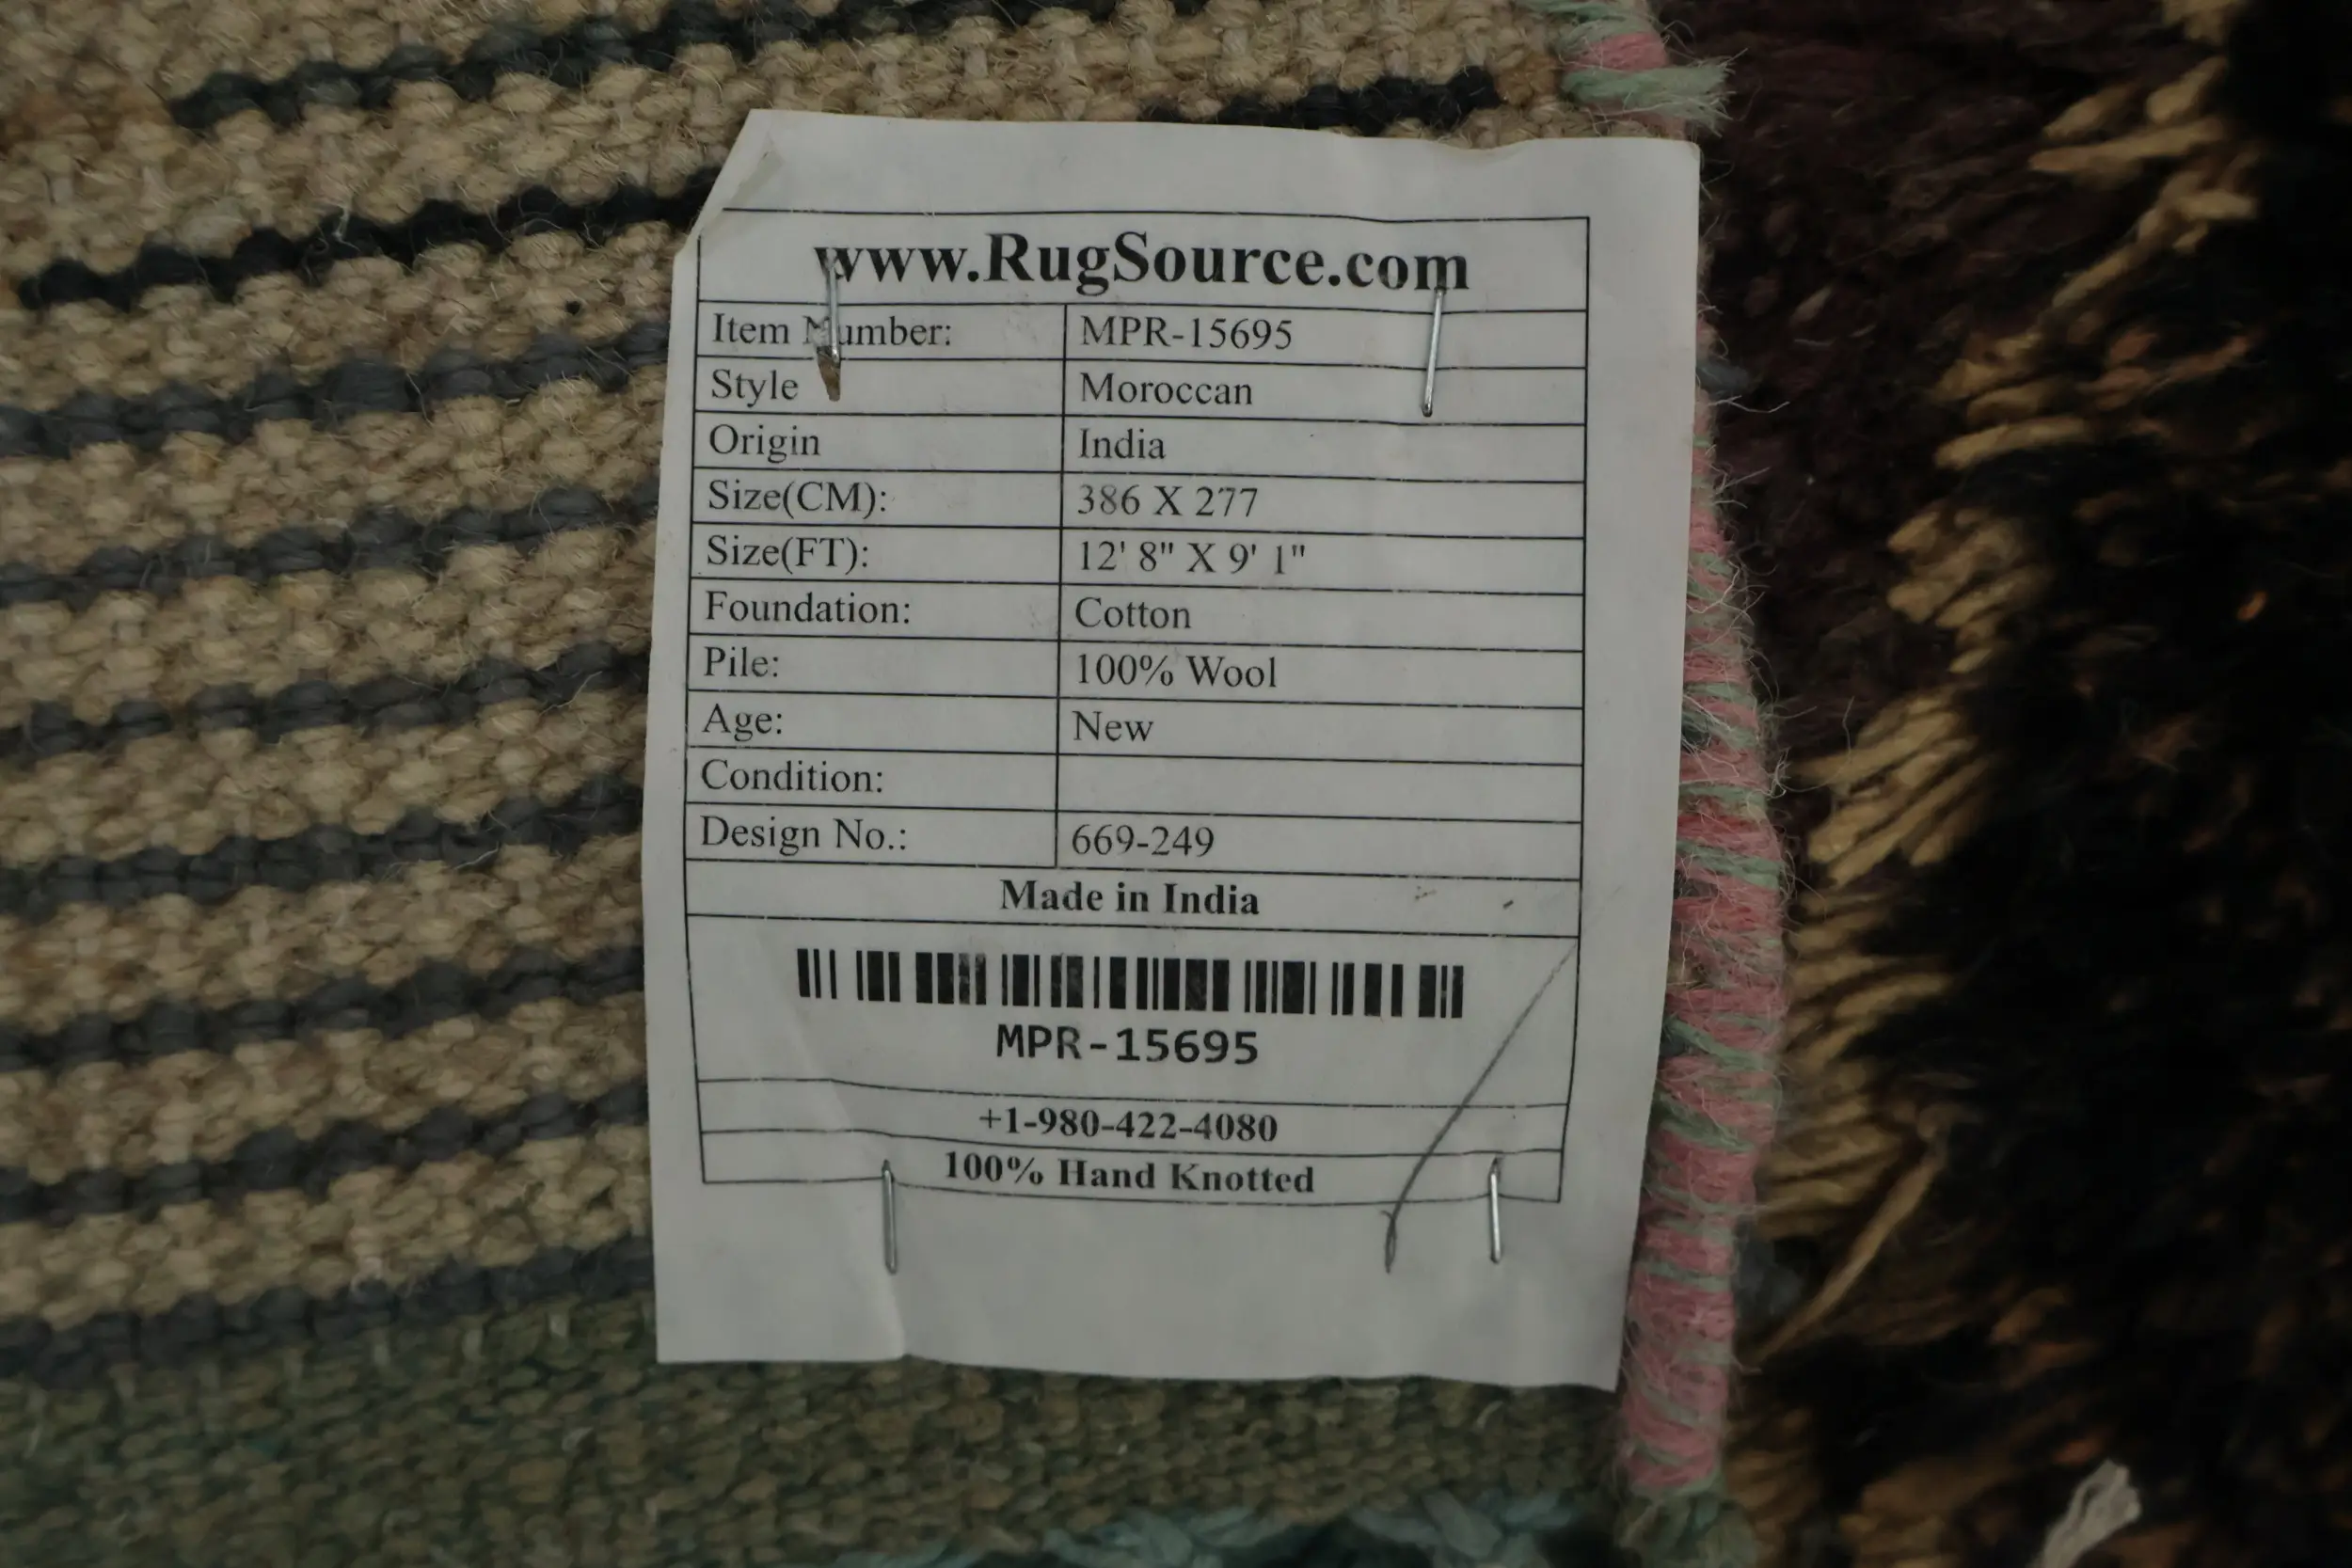 www.RugSource.com
Item Number: MPR-15695
Style Moroccan
Origin India
Size(CM): 386 X 277
Size(FT): 12' 8" X 9' 1"
Foundation: Cotton
Pile: 100% Wool
Age: New
Condition:
Design No.: 669-249
Made in India
MPR-15695
+1-980-422-4080
100% Hand Knotted